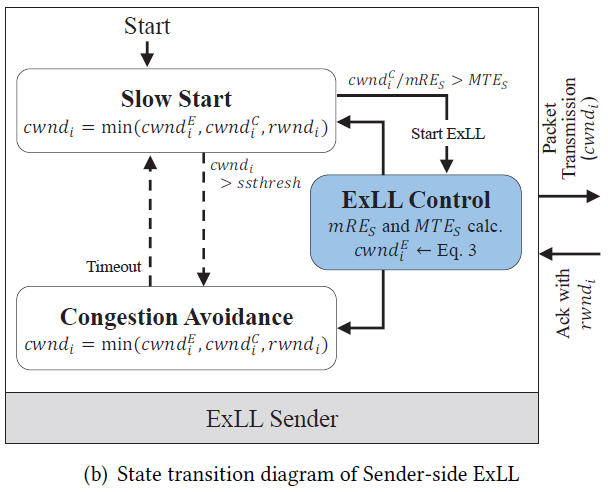 Start
Slow Start
cwnd_i = min(cwnd_i^E, cwnd_i^C, rwnd_i)
cwnd_i^C/mRE_S > MTE_S
Start ExLL
cwnd_i
> ssthresh
ExLL Control
mRE_S and MTE_S calc.
cwnd_i^E ← Eq. 3
Timeout
Congestion Avoidance
cwnd_i = min(cwnd_i^E, cwnd_i^C, rwnd_i)
Packet
Transmission
(cwnd_i)
Ack with
rwnd_i
ExLL Sender
(b) State transition diagram of Sender-side ExLL